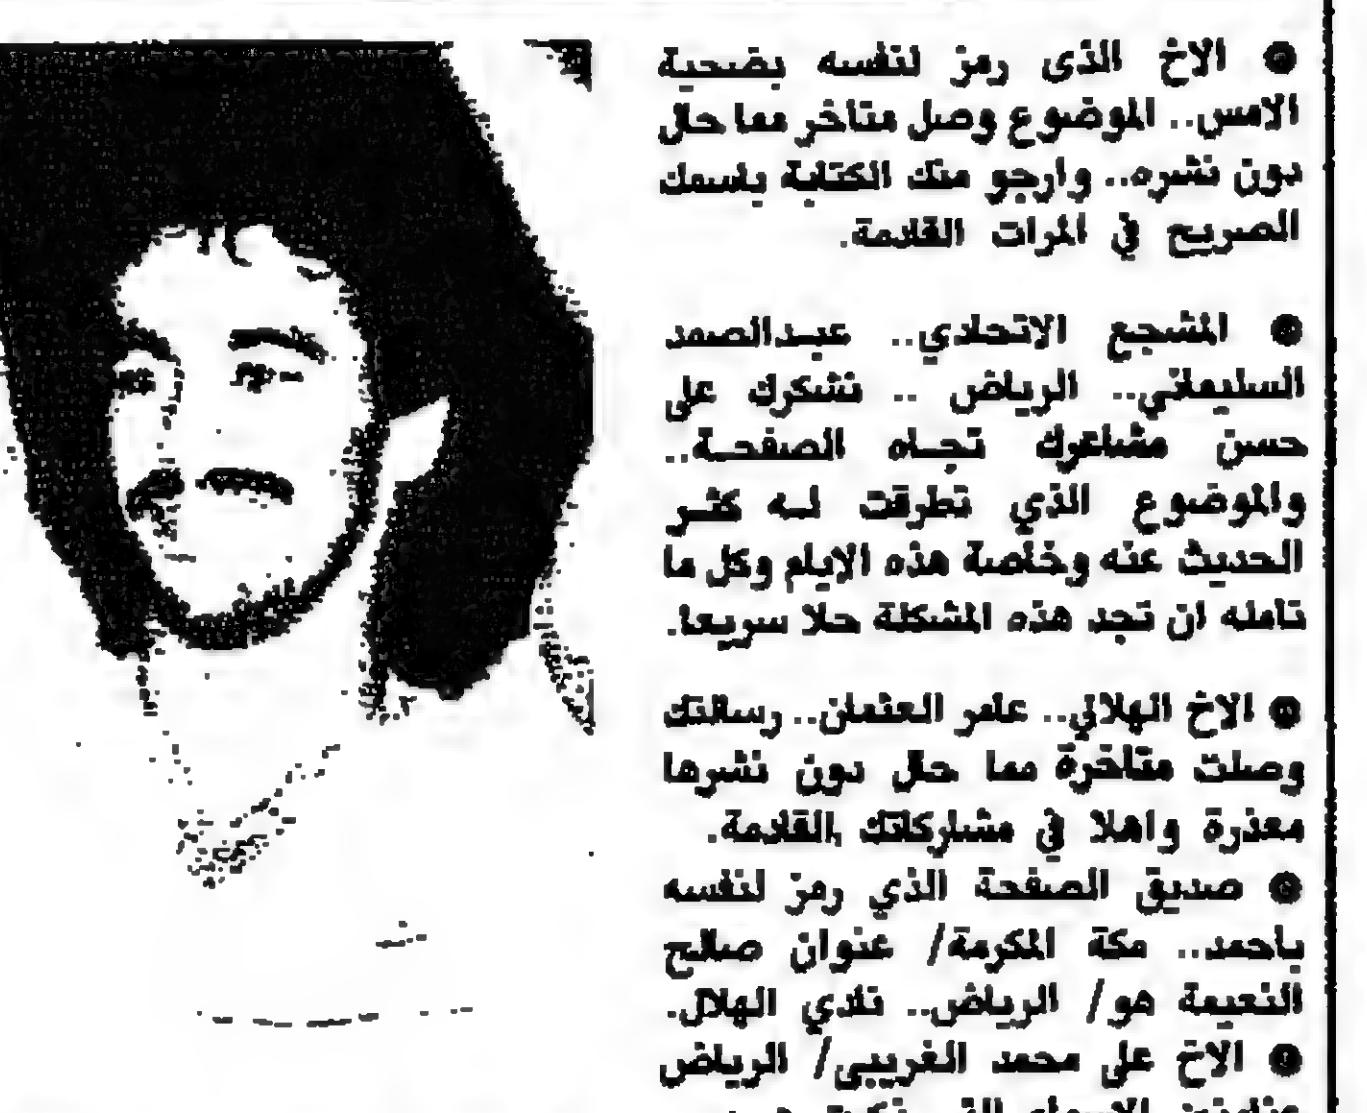 ● الاخ الذى رمز لنفسه بضحية
الامس.. الموضوع وصل متاخر مما حال
دون نشره.. وارجو منك الكتابة باسمك
الصريح في المرات القادمة.
● المشجع الاتحادي.. عبدالصمد
السليماني.. الرياض .. نشكرك على
حسن مشاعرك تجاه الصفحة..
والموضوع الذي تطرقت له كثر
الحديث عنه وخاصة هذه الايام وكل ما
نامله ان تجد هذه المشكلة حلا سريعا.
● الاخ الهلالي.. عامر العثمان.. رسالتك
وصلت متاخرة مما حال دون نشرها
معذرة واهلا في مشاركاتك القادمة.
● صديق الصفحة الذي رمز لنفسه
باحمد.. مكة المكرمة/ عنوان صالح
النعيمة هو/ الرياض.. نادي الهلال.
● الاخ على محمد الغريبي/ الرياض